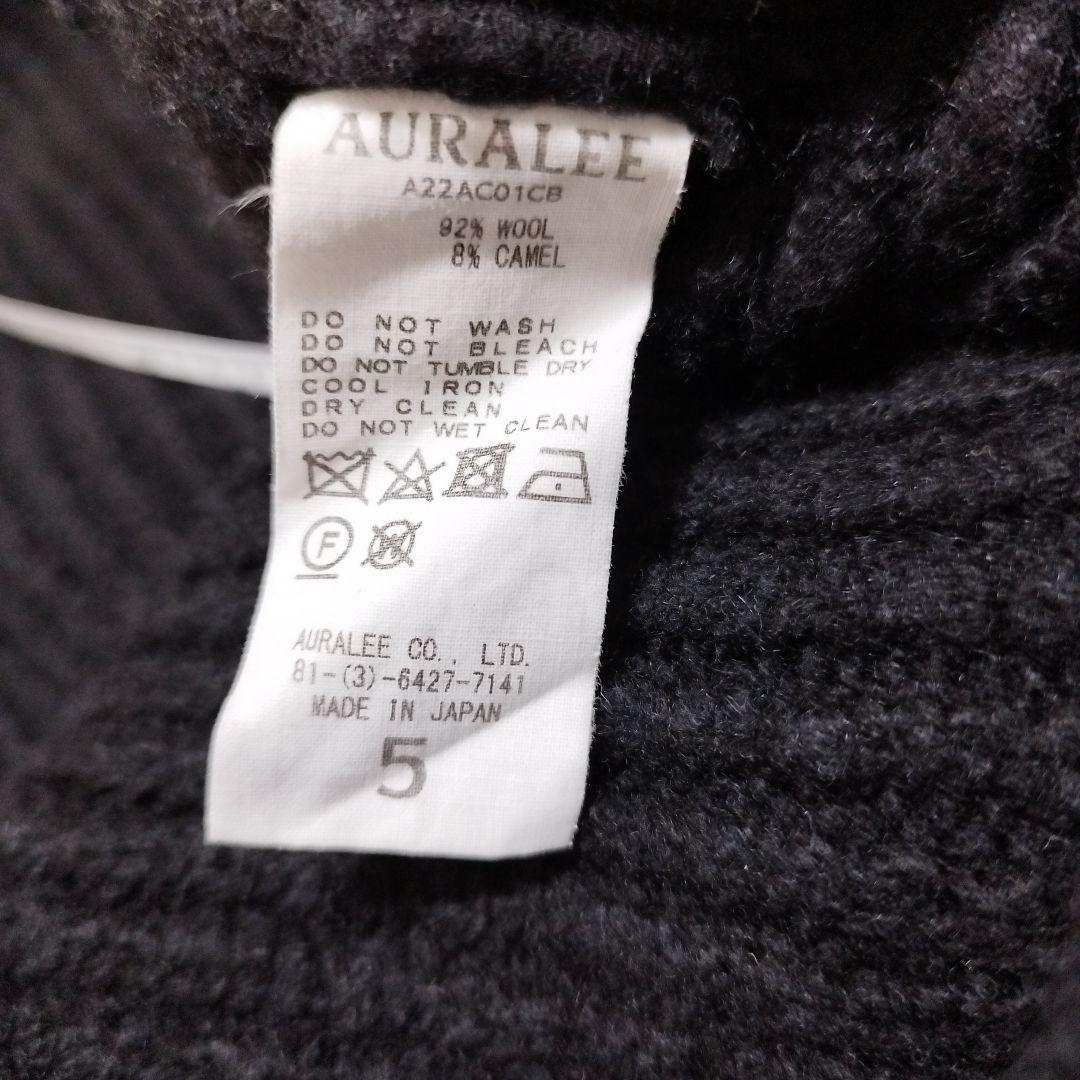 AURALEE
A22AC01CB
92% WOOL
8% CAMEL
DO NOT WASH
DO NOT BLEACH
DO NOT TUMBLE DRY
COOL IRON
DRY CLEAN
DO NOT WET CLEAN
F W
AURALEE CO., LTD.
81-(3)-6427-7141
MADE IN JAPAN
5